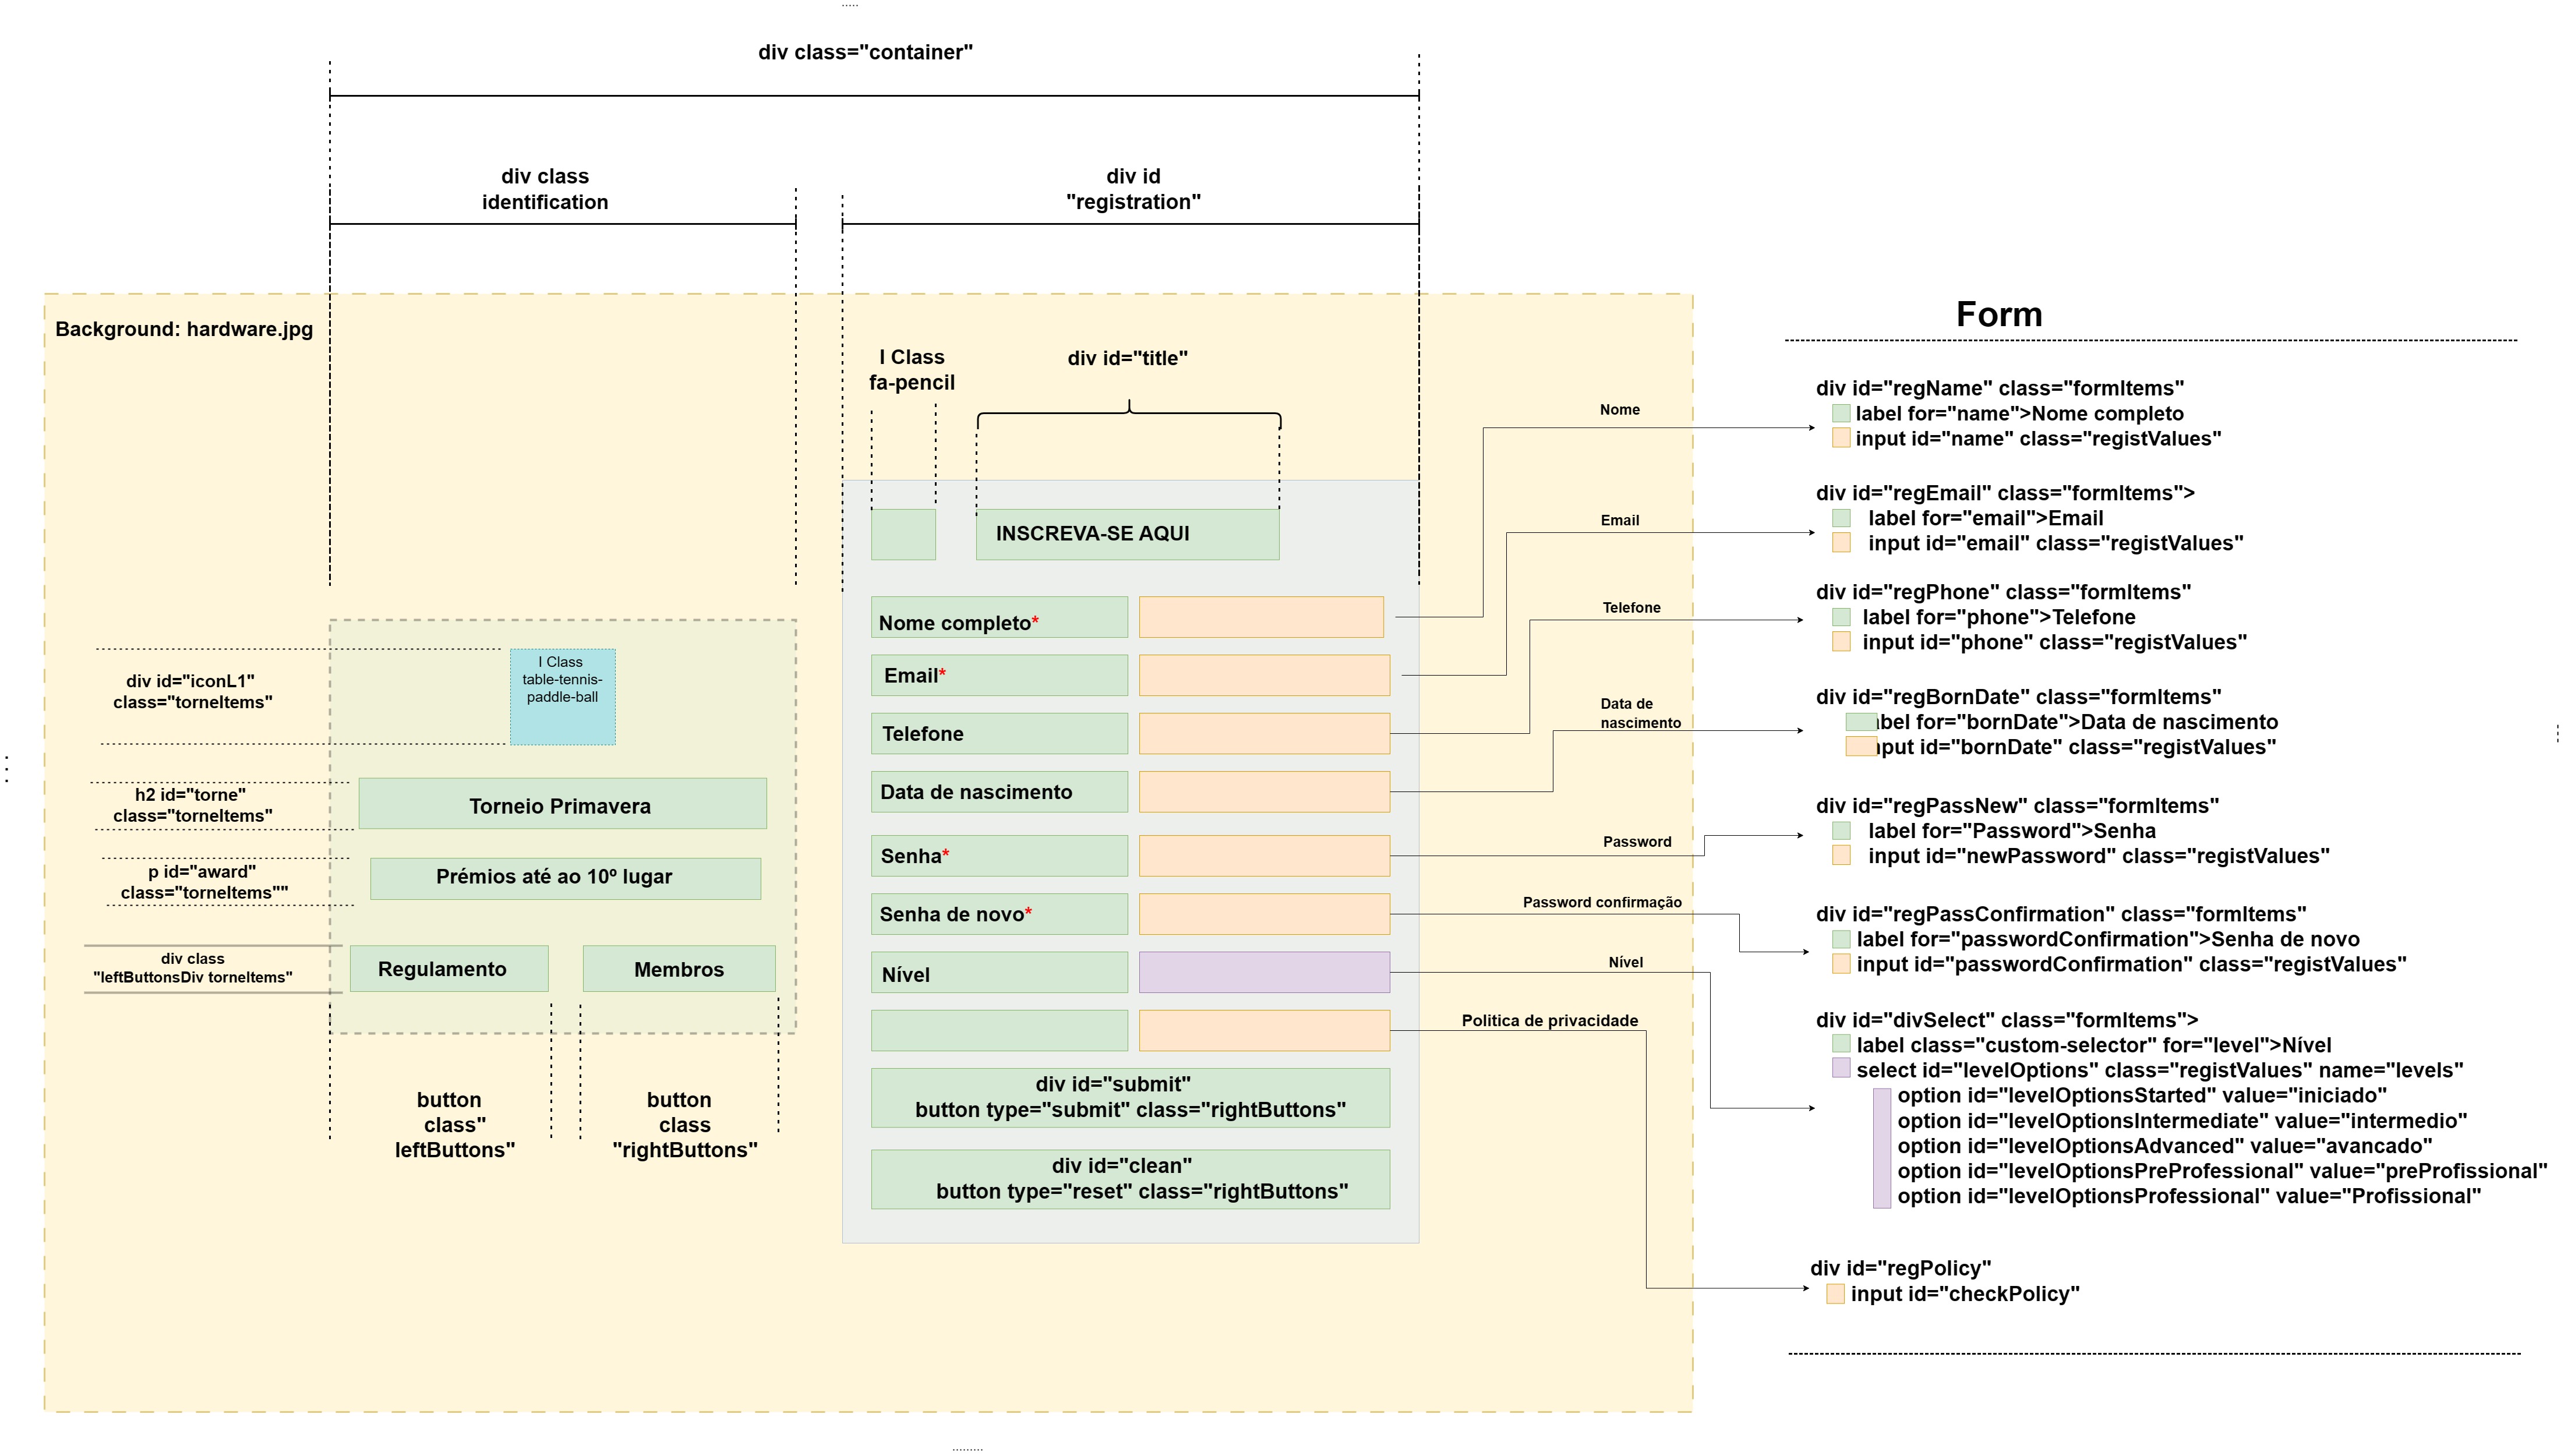 div class="container"
div class
identification
div id
"registration"
Background: hardware.jpg
I Class
fa-pencil
div id="title"
INSCREVA-SE AQUI
div id="iconL1"
class="torneItems"
I Class
table-tennis-
paddle-ball
h2 id="torne"
class="torneItems"
Torneio Primavera
p id="award"
class="torneItems""
Prémios até ao 10º lugar
div class
"leftButtonsDiv torneItems"
Regulamento
Membros
button
class"
leftButtons"
button
class
"rightButtons"
Nome completo*
Email*
Telefone
Data de nascimento
Senha*
Senha de novo*
Nível
div id="submit"
button type="submit" class="rightButtons"
div id="clean"
button type="reset" class="rightButtons"
Nome
Email
Telefone
Data de
nascimento
Password
Password confirmação
Nível
Politica de privacidade
Form
div id="regName" class="formItems"
label for="name">Nome completo
input id="name" class="registValues"
div id="regEmail" class="formItems">
label for="email">Email
input id="email" class="registValues"
div id="regPhone" class="formItems"
label for="phone">Telefone
input id="phone" class="registValues"
div id="regBornDate" class="formItems"
abel for="bornDate">Data de nascimento
nput id="bornDate" class="registValues"
div id="regPassNew" class="formItems"
label for="Password">Senha
input id="newPassword" class="registValues"
div id="regPassConfirmation" class="formItems"
label for="passwordConfirmation">Senha de novo
input id="passwordConfirmation" class="registValues"
div id="divSelect" class="formItems">
label class="custom-selector" for="level">Nível
select id="levelOptions" class="registValues" name="levels"
option id="levelOptionsStarted" value="iniciado"
option id="levelOptionsIntermediate" value="intermedio"
option id="levelOptionsAdvanced" value="avancado"
option id="levelOptionsPreProfessional" value="preProfissional"
option id="levelOptionsProfessional" value="Profissional"
div id="regPolicy"
input id="checkPolicy"